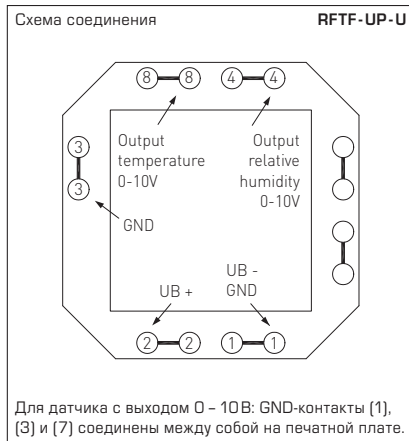 Схема соединения RFTF-UP-U
8 8 4 4
Output
temperature
0-10V
Output
relative
humidity
0-10V
3
3
GND
UB -
GND
UB +
2 2 1 1
Для датчика с выходом 0 – 10 В: GND-контакты (1),
(3) и (7) соединены между собой на печатной плате.